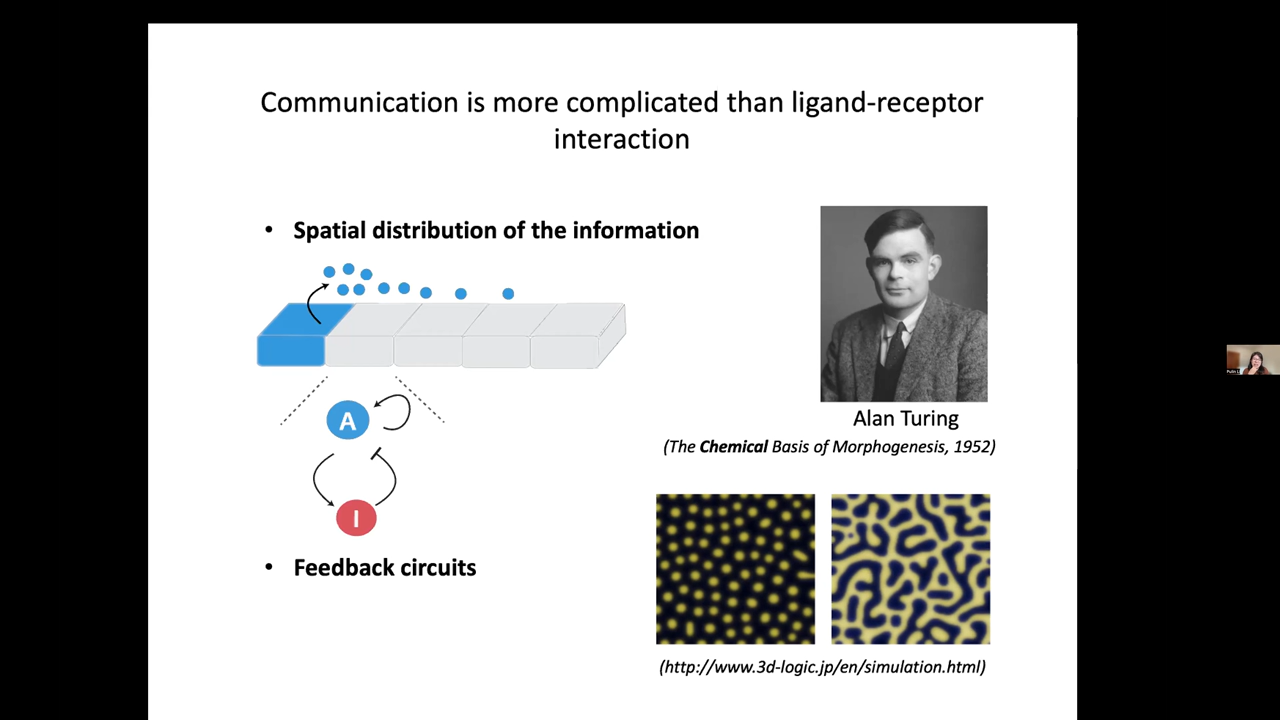 Communication is more complicated than ligand-receptor
interaction
• Spatial distribution of the information
A
I
• Feedback circuits
Alan Turing
(The Chemical Basis of Morphogenesis, 1952)
(http://www.3d-logic.jp/en/simulation.html)